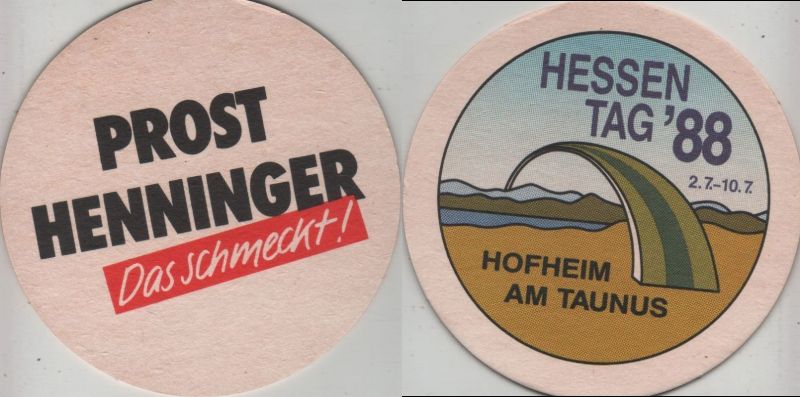 PROST
HENNINGER
Das schmeckt!
HESSEN
TAG '88
2.7.-10.7.
HOFHEIM
AM TAUNUS